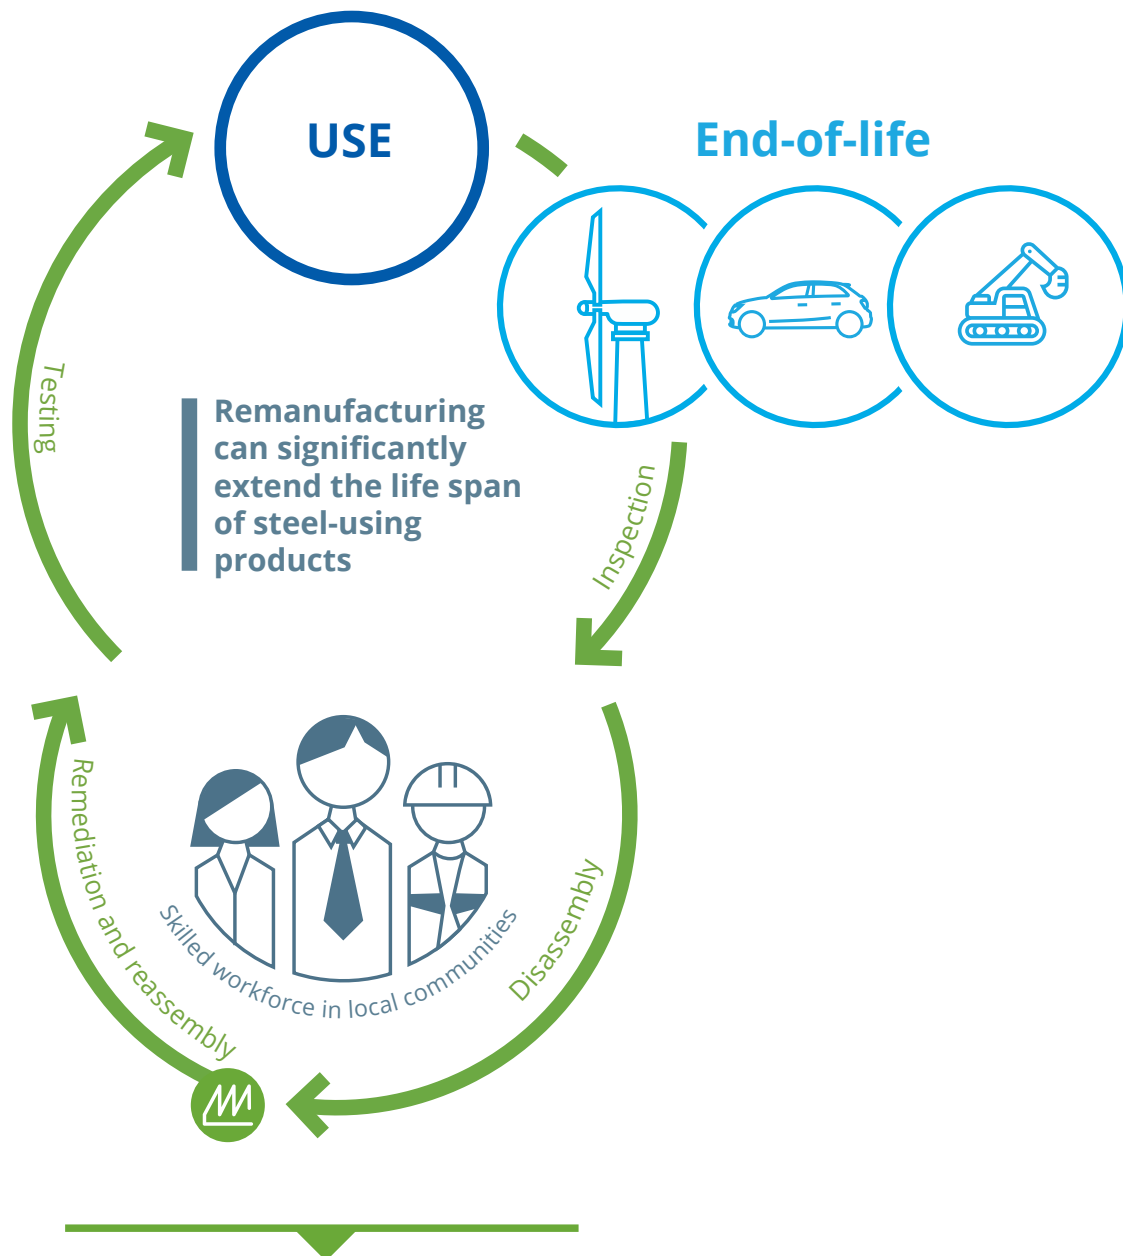 USE
End-of-life
Testing
Remanufacturing
can significantly
extend the life span
of steel-using
products
Inspection
Remediation and reassembly
Skilled workforce in local communities
Disassembly